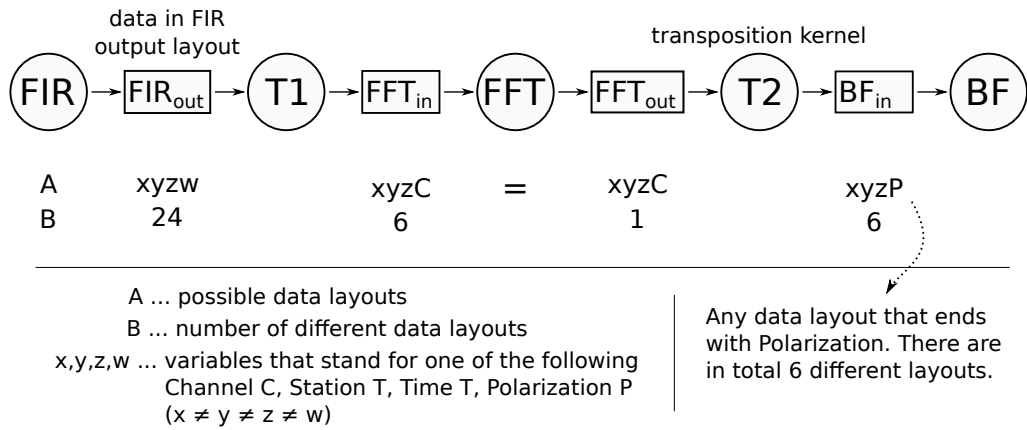 data in FIR
output layout
transposition kernel
FIR
FIRout
T1
FFTin
FFT
FFTout
T2
BFin
BF
A xyzw xyzC = xyzC xyzP
B 24 6 1 6
A ... possible data layouts
B ... number of different data layouts
x,y,z,w ... variables that stand for one of the following
Channel C, Station T, Time T, Polarization P
(x ≠ y ≠ z ≠ w)
Any data layout that ends
with Polarization. There are
in total 6 different layouts.